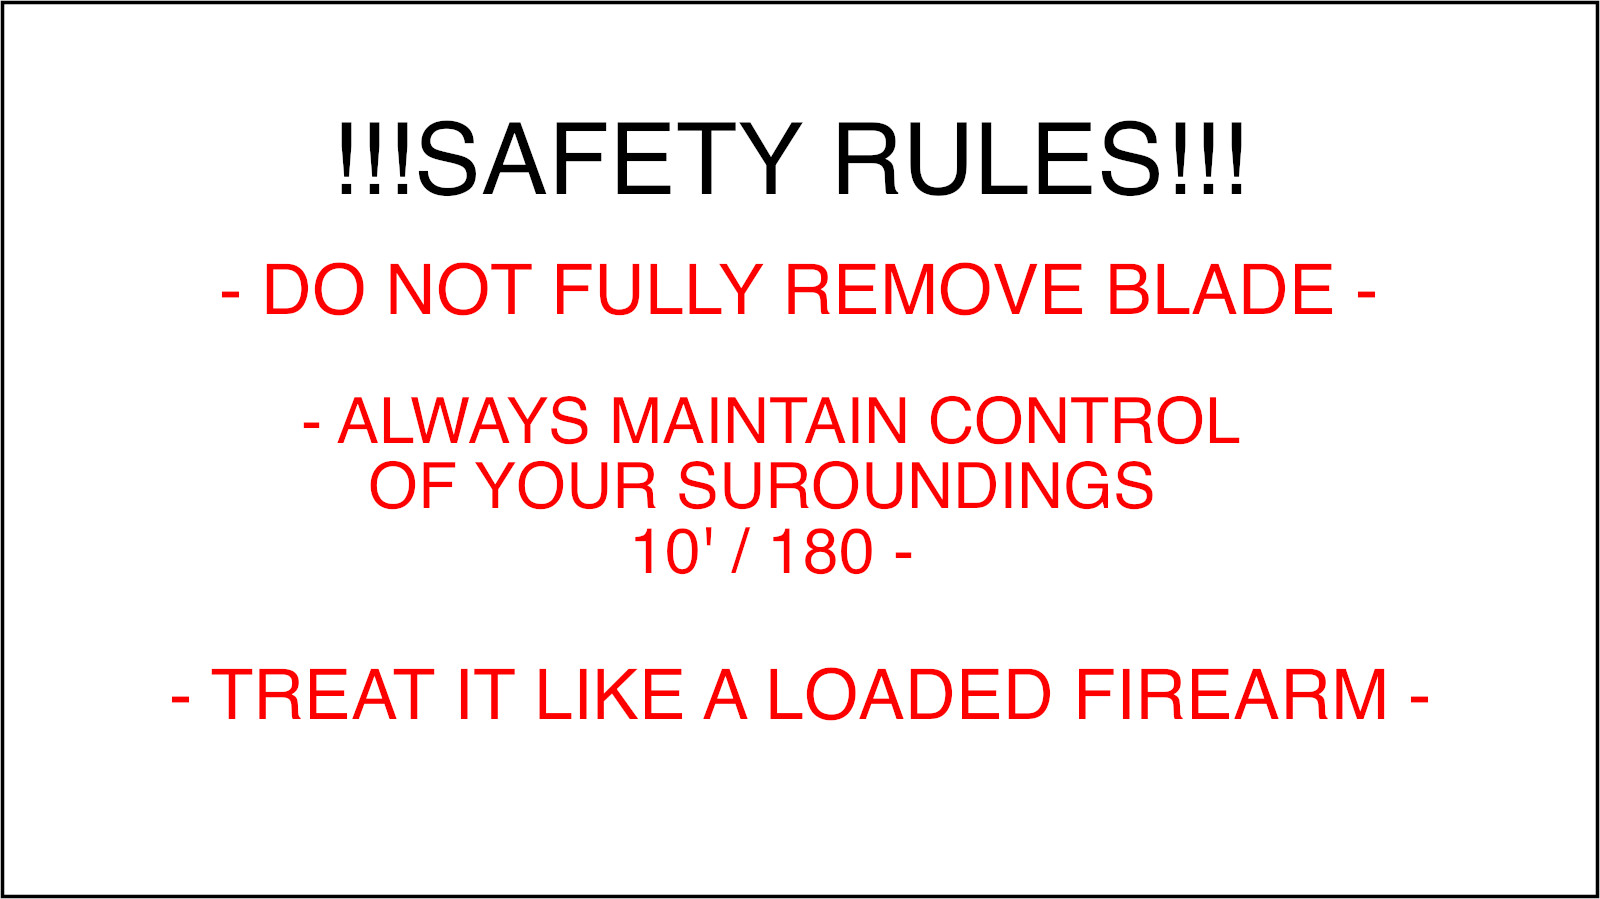 !!!SAFETY RULES!!!
- DO NOT FULLY REMOVE BLADE -
- ALWAYS MAINTAIN CONTROL
OF YOUR SUROUNDINGS
10' / 180 -
- TREAT IT LIKE A LOADED FIREARM -